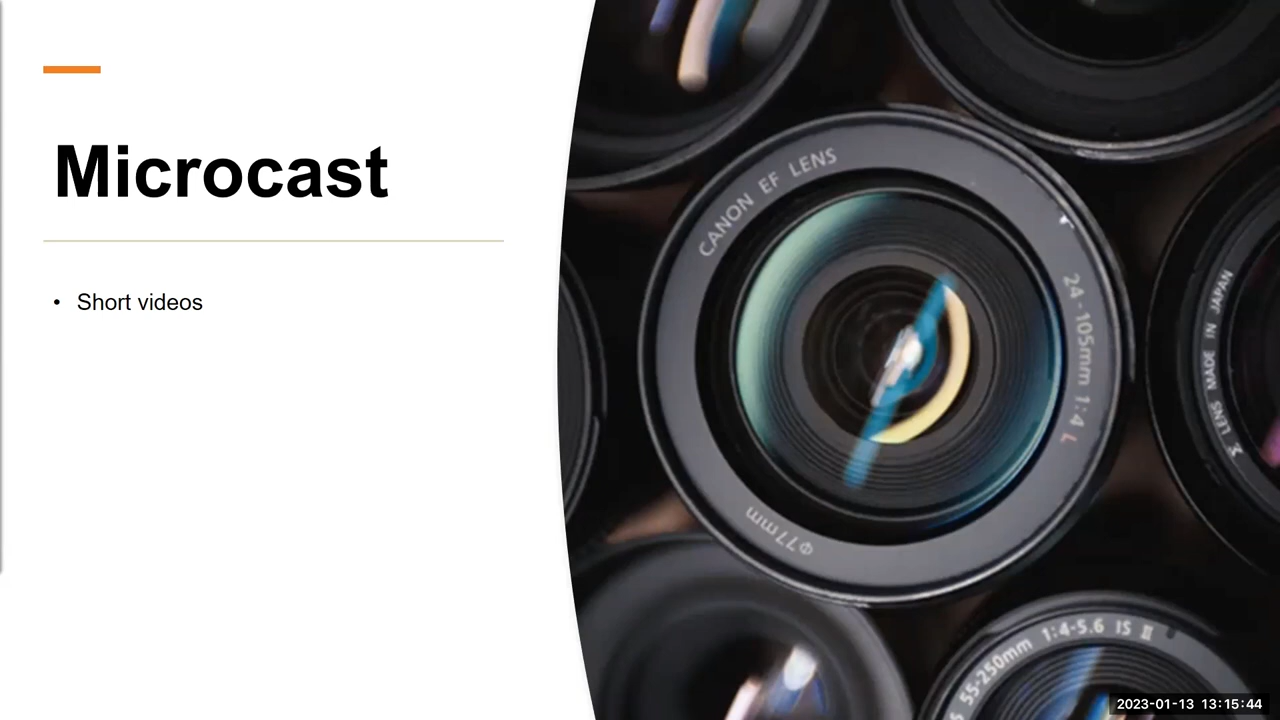 Microcast
• Short videos
CANON EF LENS
24-105mm 1:4 L
Φ77mm
LENS MADE IN JAPAN
55-250mm 1:4-5.6 IS II
2023-01-13 13:15:44